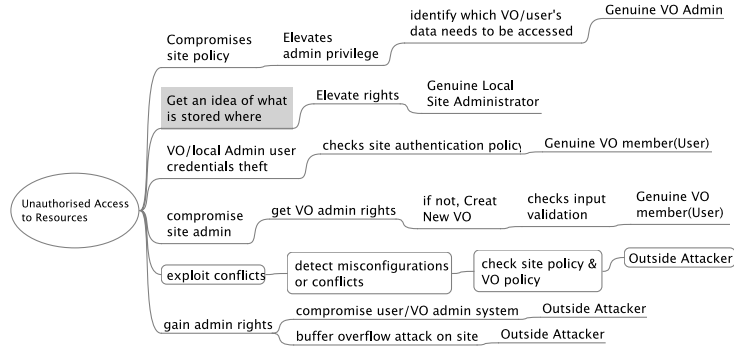 Compromises
site policy
Elevates
admin privilege
identify which VO/user's
data needs to be accessed
Genuine VO Admin
Get an idea of what
is stored where
Elevate rights
Genuine Local
Site Administrator
VO/local Admin user
credentials theft
checks site authentication policy
Genuine VO member(User)
Unauthorised Access
to Resources
compromise
site admin
get VO admin rights
if not, Creat
New VO
checks input
validation
Genuine VO
member(User)
exploit conflicts
detect misconfigurations
or conflicts
check site policy &
VO policy
Outside Attacker
gain admin rights
compromise user/VO admin system
Outside Attacker
buffer overflow attack on site
Outside Attacker